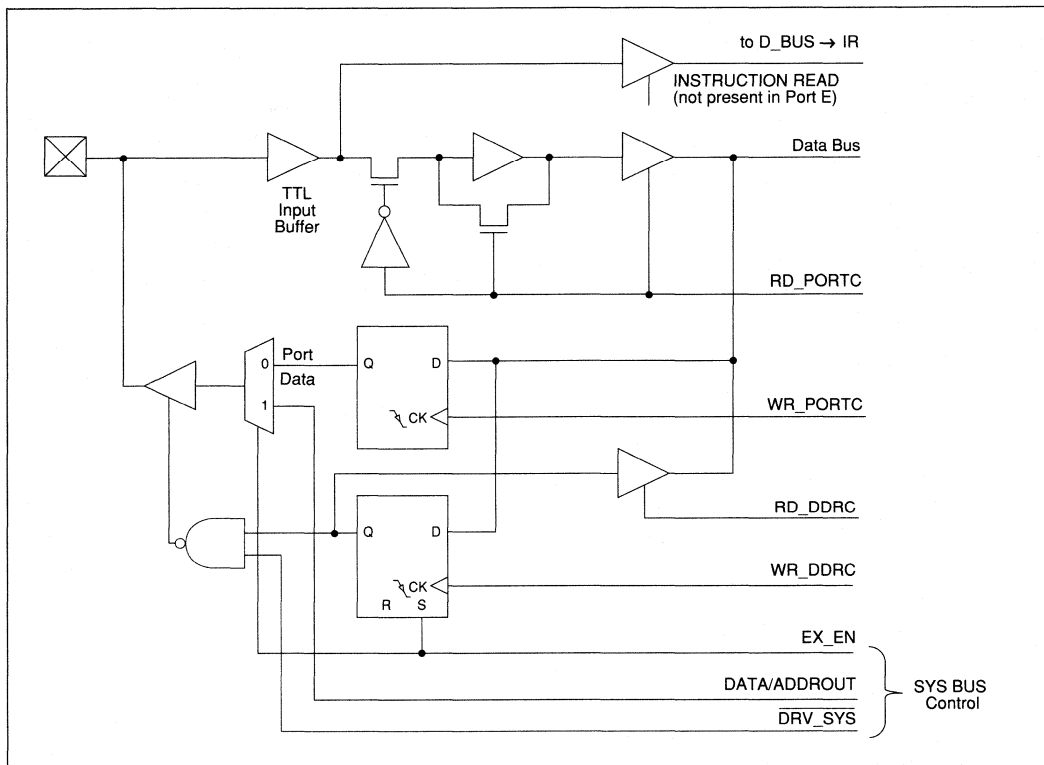 to D_BUS → IR
INSTRUCTION READ
(not present in Port E)
Data Bus
TTL
Input
Buffer
RD_PORTC
0
Port
Data
1
Q
D
CK
WR_PORTC
RD_DDRC
Q
D
CK
R
S
WR_DDRC
EX_EN
DATA/ADDROUT
DRV_SYS
SYS BUS
Control